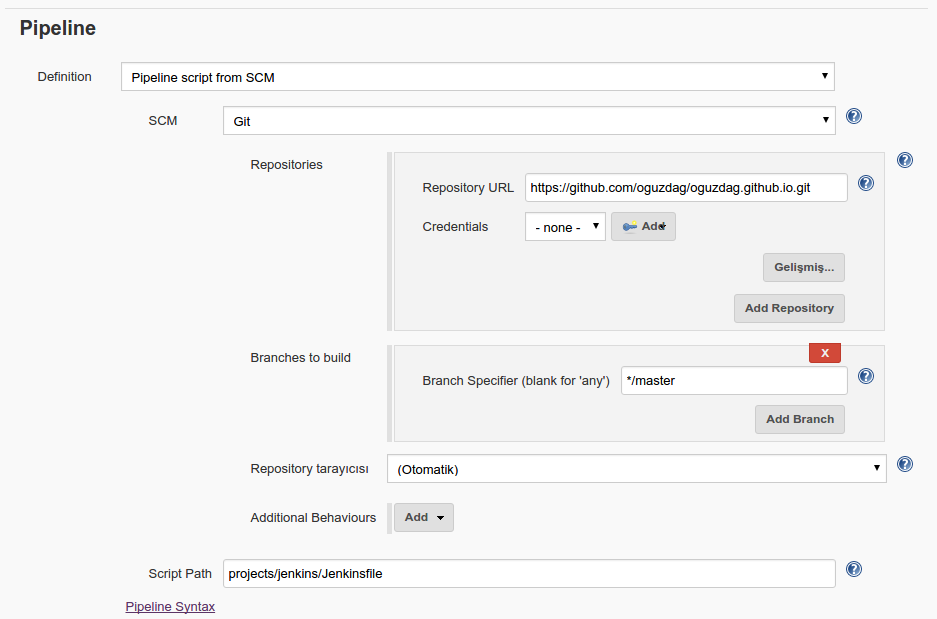 Pipeline
Definition Pipeline script from SCM
SCM Git
Repositories
Repository URL https://github.com/oguzdag/oguzdag.github.io.git
Credentials - none - Add
Gelişmiş...
Add Repository
X
Branches to build
Branch Specifier (blank for 'any') */master
Add Branch
Repository tarayıcısı (Otomatik)
Additional Behaviours Add
Script Path projects/jenkins/Jenkinsfile
Pipeline Syntax